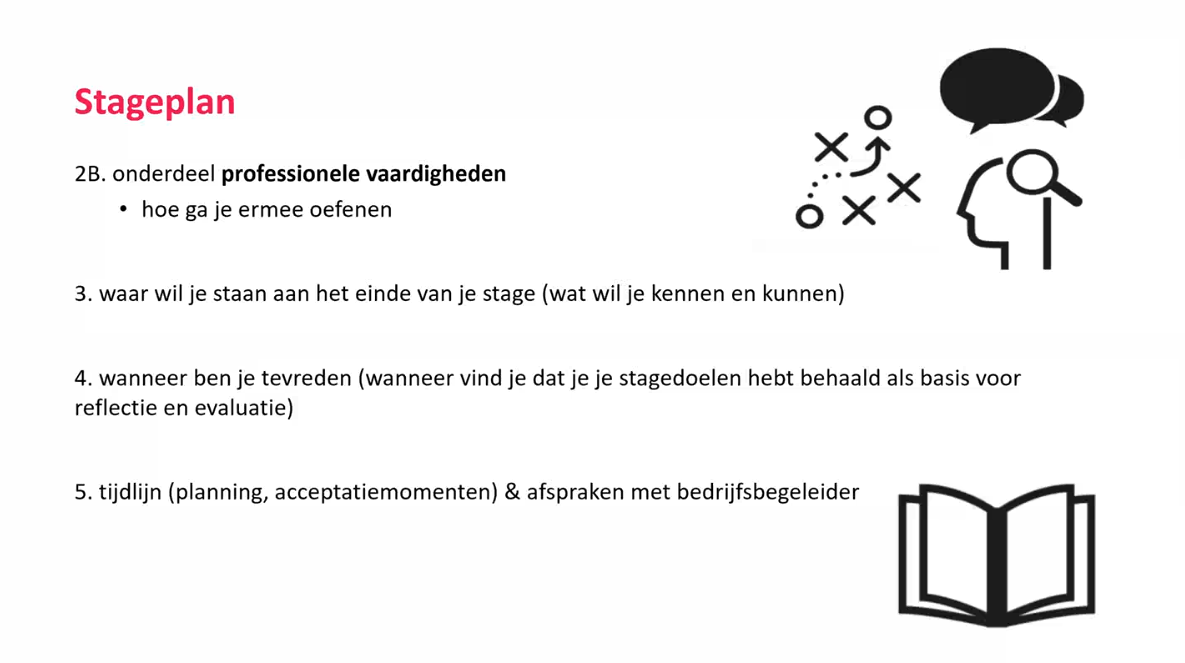 Stageplan
2B. onderdeel professionele vaardigheden
• hoe ga je ermee oefenen
3. waar wil je staan aan het einde van je stage (wat wil je kennen en kunnen)
4. wanneer ben je tevreden (wanneer vind je dat je je stagedoelen hebt behaald als basis voor
reflectie en evaluatie)
5. tijdlijn (planning, acceptatiemomenten) & afspraken met bedrijfsbegeleider